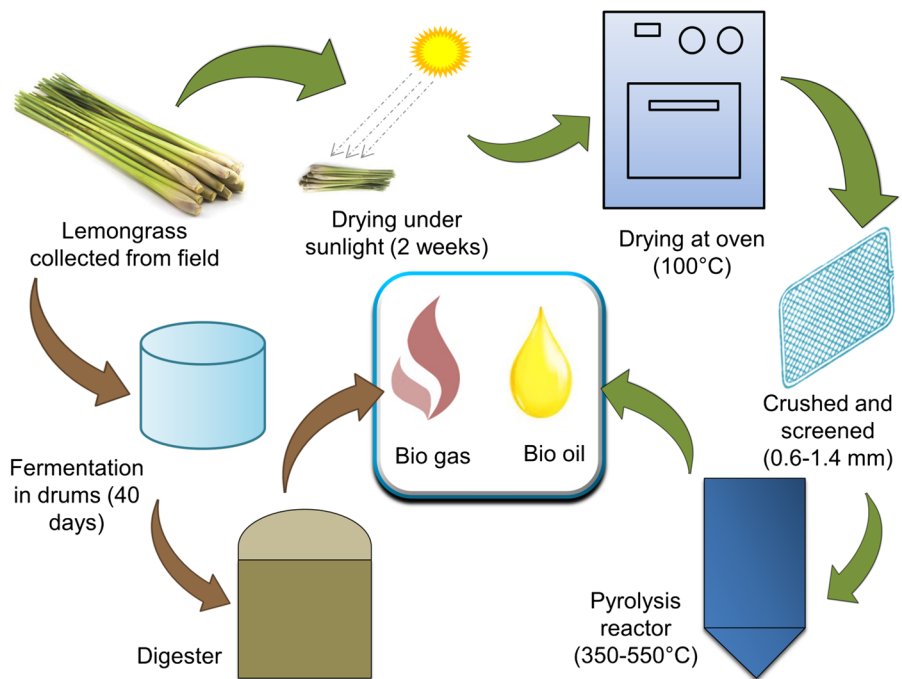 Lemongrass
collected from field
Drying under
sunlight (2 weeks)
Drying at oven
(100°C)
Crushed and
screened
(0.6-1.4 mm)
Bio gas
Bio oil
Fermentation
in drums (40
days)
Digester
Pyrolysis
reactor
(350-550°C)